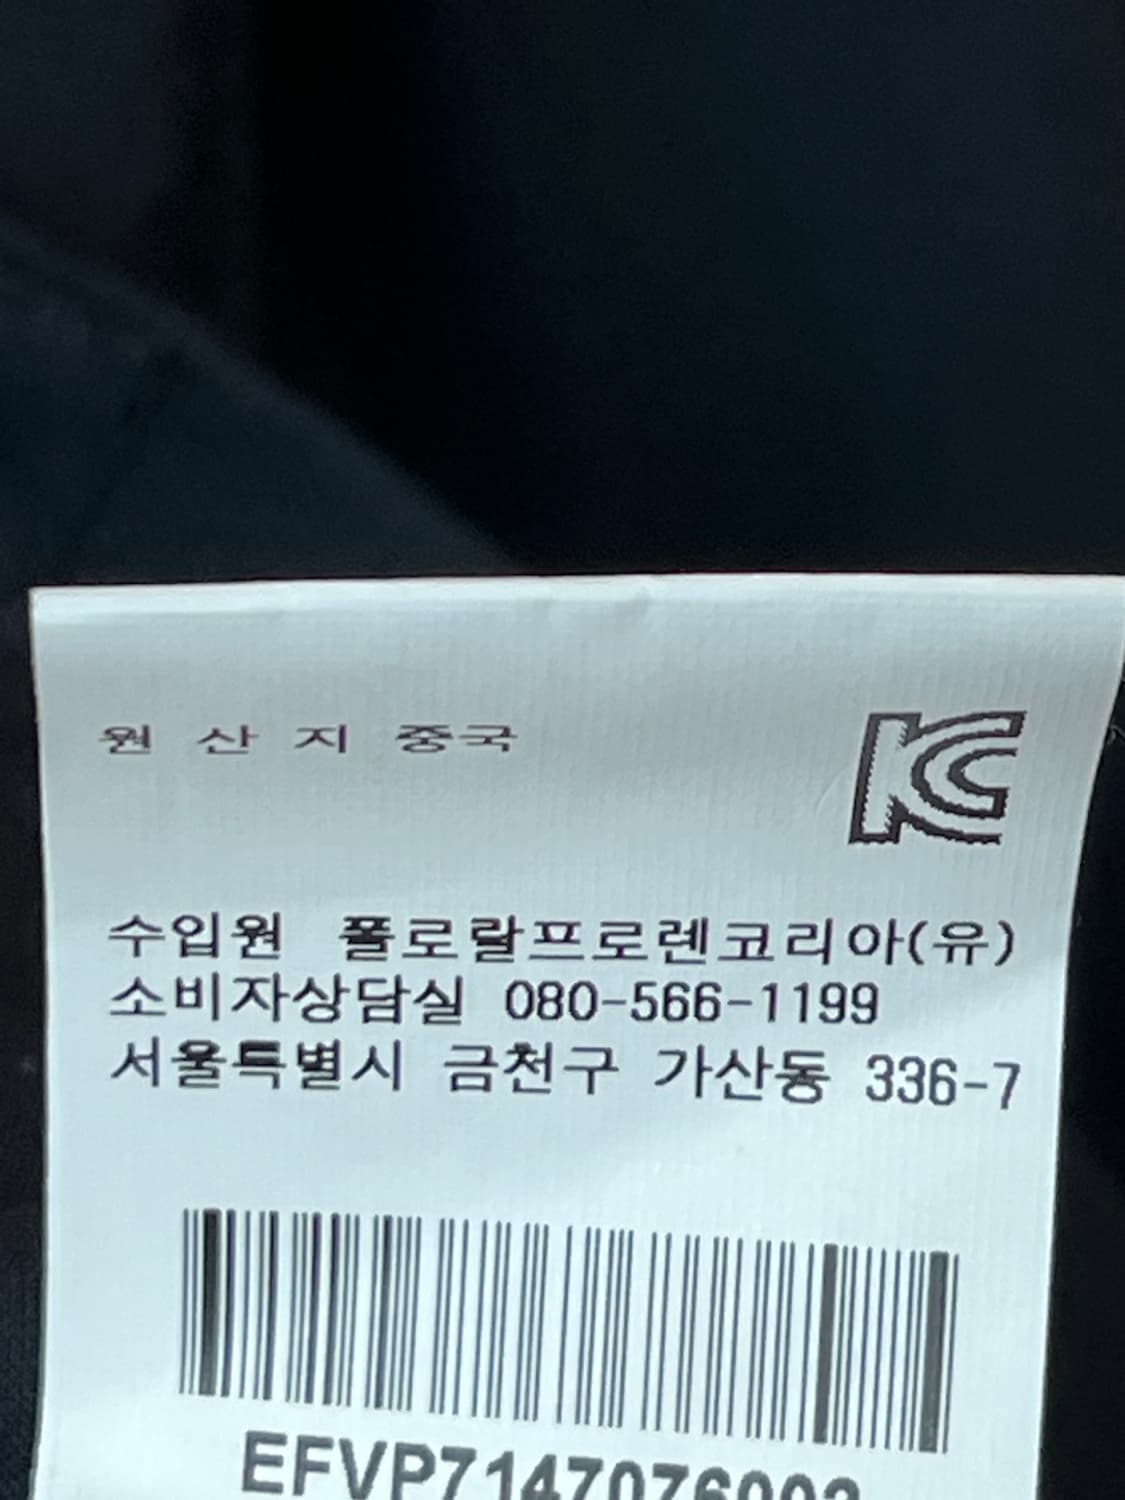 원 산 지 중국
KC
수입원 폴로랄프로렌코리아(유)
소비자상담실 080-566-1199
서울특별시 금천구 가산동 336-7